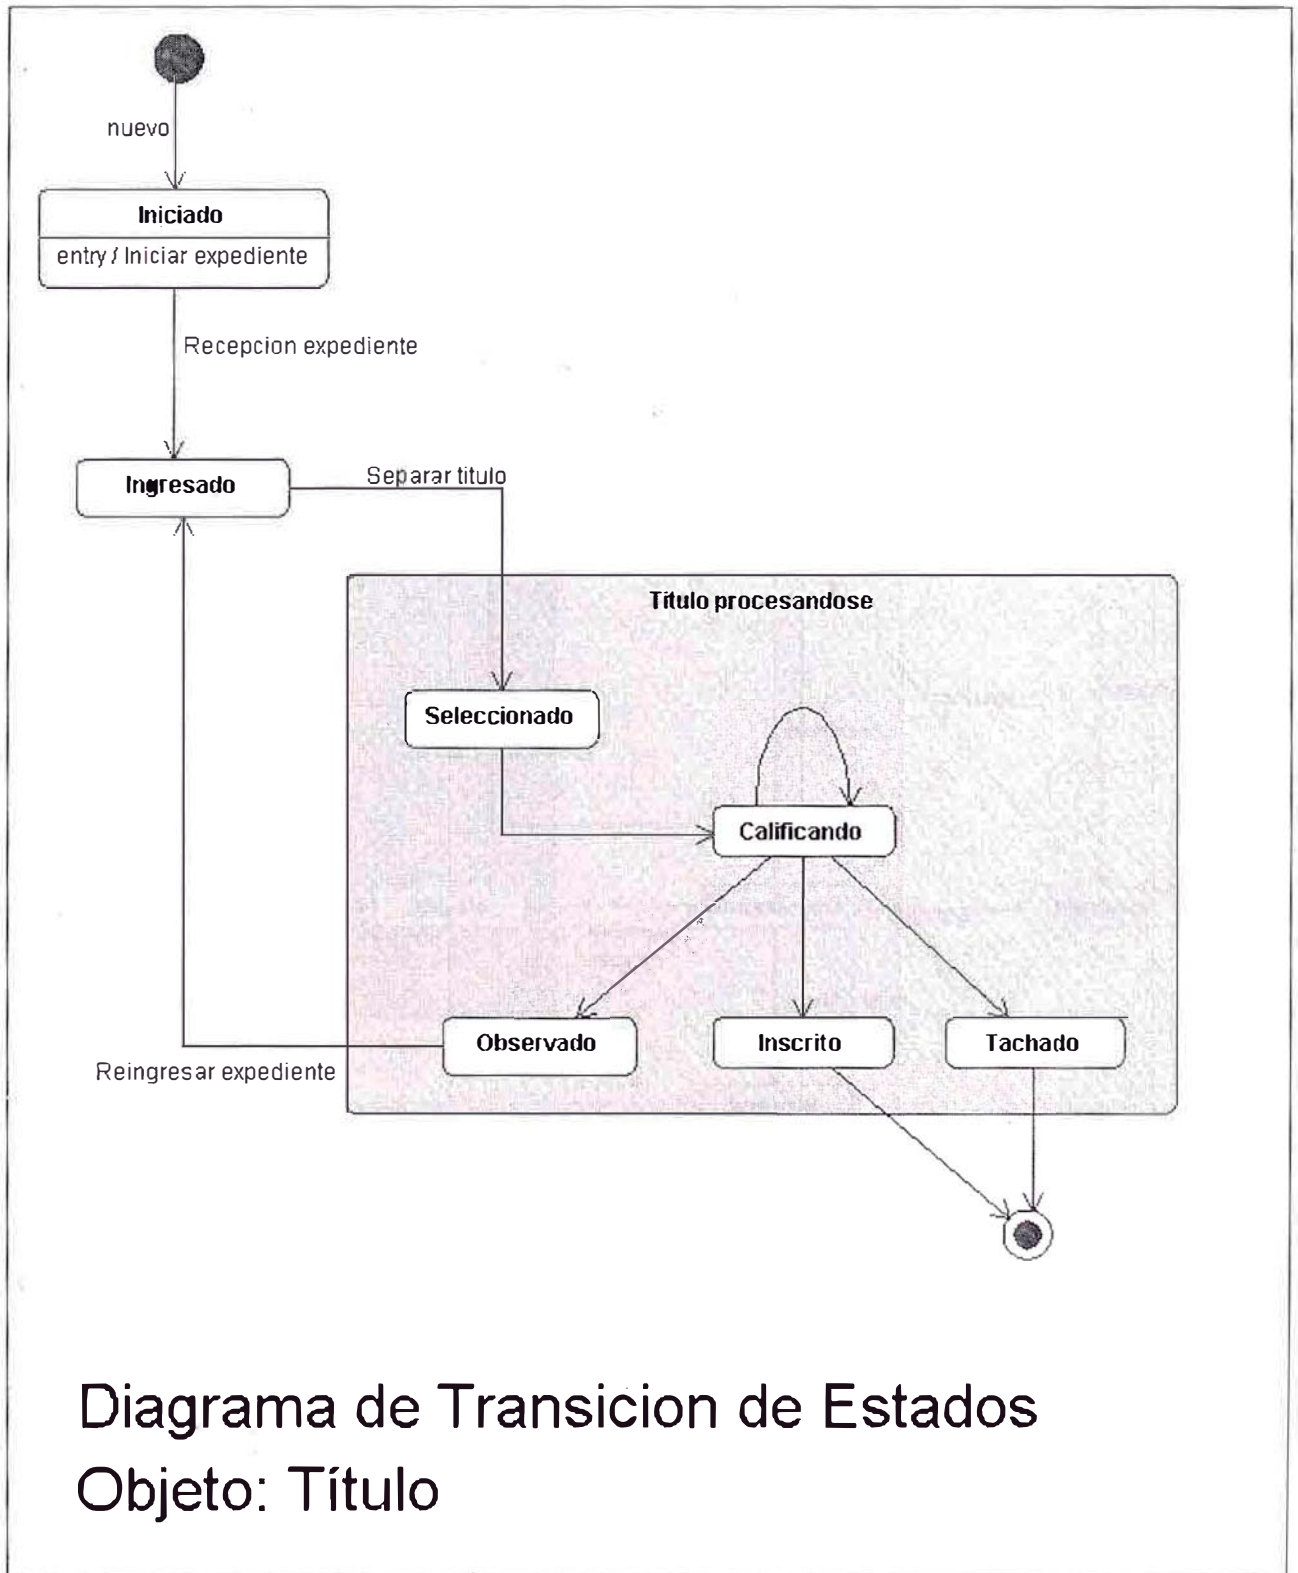 nuevo
Iniciado
entry / Iniciar expediente
Recepcion expediente
Ingresado
Separar titulo
Titulo procesandose
Seleccionado
Calificando
Observado
Inscrito
Tachado
Reingresar expediente
Diagrama de Transicion de Estados
Objeto: Título